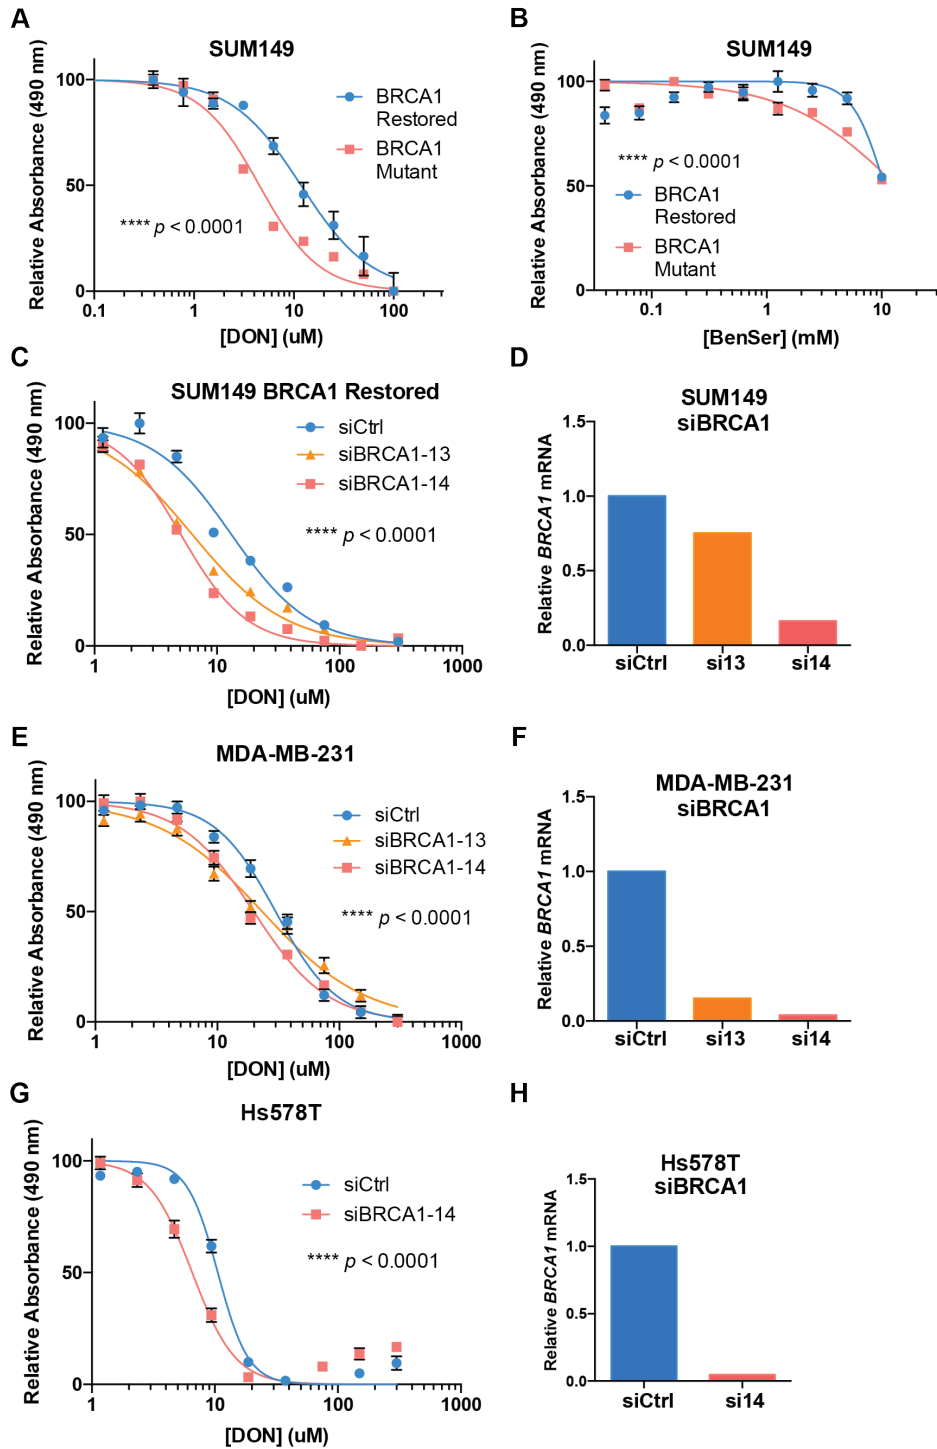 A
SUM149
Relative Absorbance (490 nm)
100
50
0
0.1
1
10
100
[DON] (uM)
BRCA1
Restored
BRCA1
Mutant
**** p < 0.0001
B
SUM149
Relative Absorbance (490 nm)
100
50
0
0.1
1
10
[BenSer] (mM)
**** p < 0.0001
BRCA1
Restored
BRCA1
Mutant
C
SUM149 BRCA1 Restored
Relative Absorbance (490 nm)
100
50
0
1
10
100
1000
[DON] (uM)
siCtrl
siBRCA1-13
siBRCA1-14
**** p < 0.0001
D
SUM149
siBRCA1
Relative BRCA1 mRNA
1.5
1.0
0.5
0.0
siCtrl
si13
si14
E
MDA-MB-231
Relative Absorbance (490 nm)
100
50
0
1
10
100
1000
[DON] (uM)
siCtrl
siBRCA1-13
siBRCA1-14
**** p < 0.0001
F
MDA-MB-231
siBRCA1
Relative BRCA1 mRNA
1.5
1.0
0.5
0.0
siCtrl
si13
si14
G
Hs578T
Relative Absorbance (490 nm)
100
50
0
1
10
100
1000
[DON] (uM)
siCtrl
siBRCA1-14
**** p < 0.0001
H
Hs578T
siBRCA1
Relative BRCA1 mRNA
1.5
1.0
0.5
0.0
siCtrl
si14